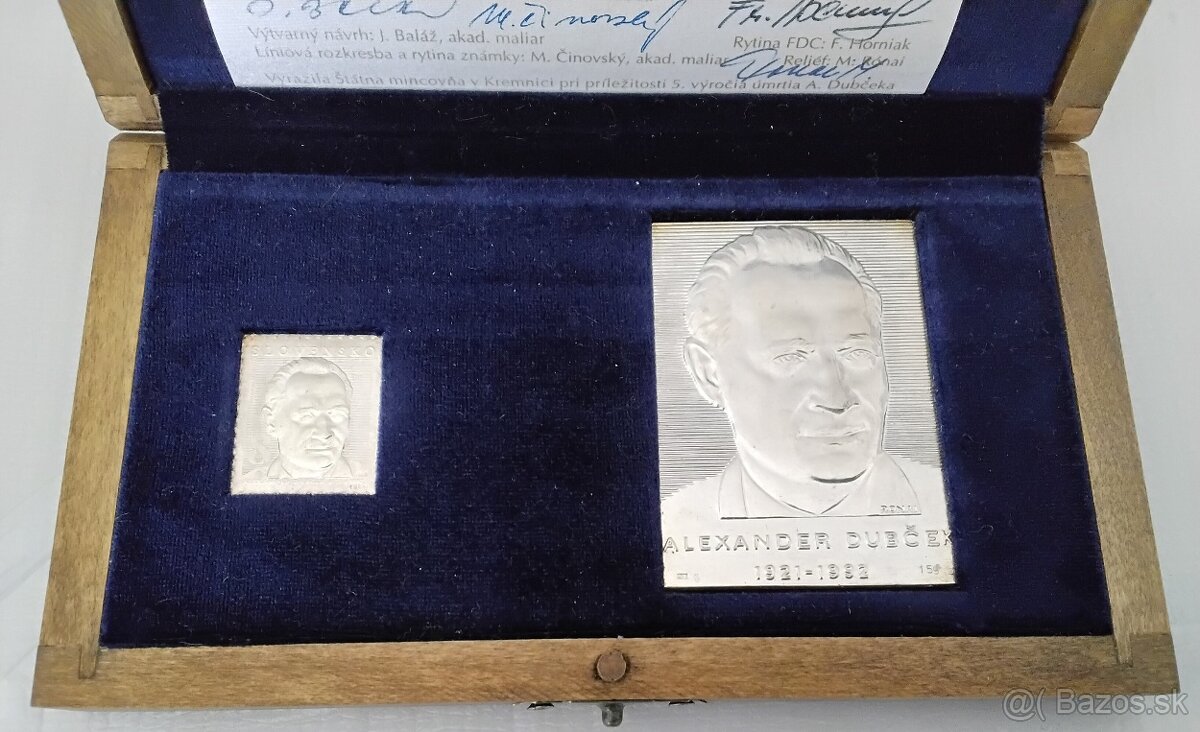 Výtvarný návrh: J. Baláž, akad. maliar
Rytina FDC: F. Horniak
Líniová rozkresba a rytina známky: M. Činovský, akad. maliar
Reliéf: M. Rónai
Vyrazila Štátna mincovňa v Kremnici pri príležitosti 5. výročia úmrtia A. Dubčeka
SLOVENSKO
RONAI
ALEXANDER DUBČEK
1921-1992
@( Bazos.sk